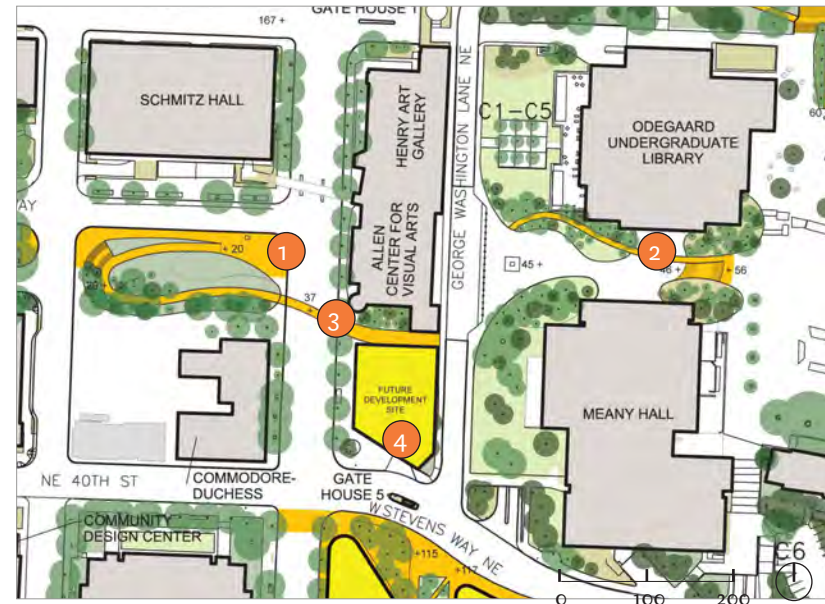 GATE HOUSE 1
167 +
SCHMITZ HALL
HENRY ART
GALLERY
ALLEN
CENTER FOR
VISUAL ARTS
GEORGE WASHINGTON LANE NE
C1-C5
ODEGAARD
UNDERGRADUATE
LIBRARY
60
WAY
1
+ 20
2
45 +
46 +
+ 56
37
3
FUTURE
DEVELOPMENT
SITE
4
MEANY HALL
NE 40TH ST
COMMODORE-
DUCHESS
GATE
HOUSE 5
W.STEVENS WAY NE
COMMUNITY
DESIGN CENTER
+115
+117
C6
0
100
200